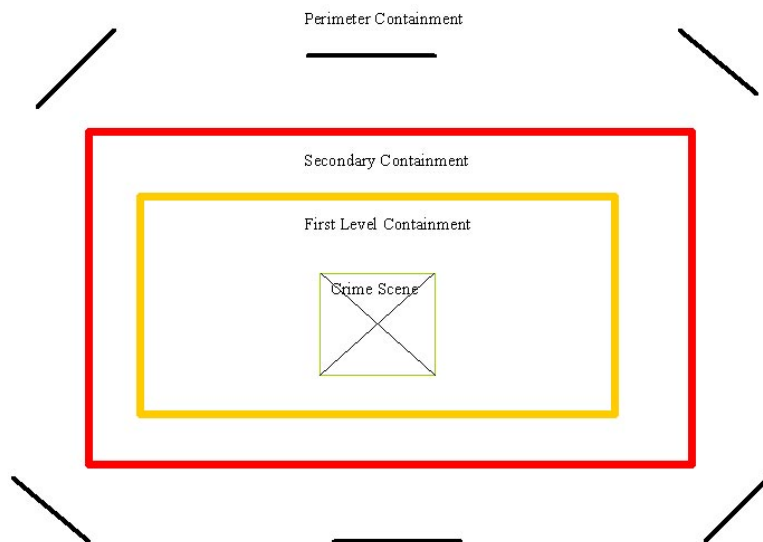 Perimeter Containment
Secondary Containment
First Level Containment
Crime Scene